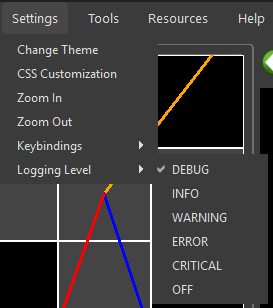 Settings Tools Resources Help
Change Theme
CSS Customization
Zoom In
Zoom Out
Keybindings
Logging Level
DEBUG
INFO
WARNING
ERROR
CRITICAL
OFF